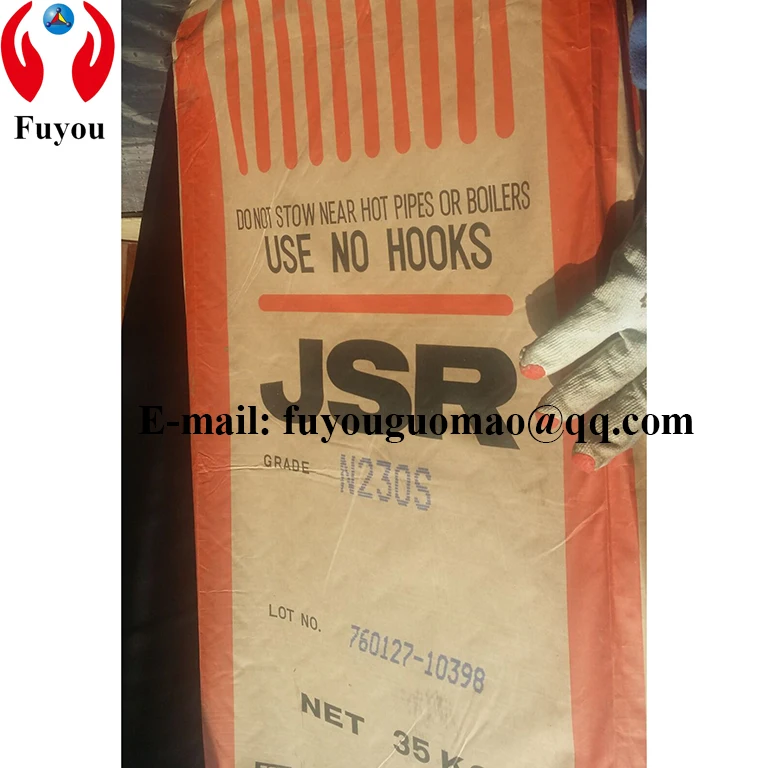 Fuyou
DO NOT STOW NEAR HOT PIPES OR BOILERS
USE NO HOOKS
JSR
E-mail: fuyouguomao@qq.com
GRADE N230S
LOT NO. 760127-10398
NET 35 K